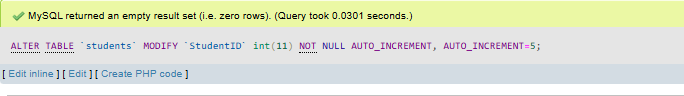 MySQL returned an empty result set (i.e. zero rows). (Query took 0.0301 seconds.)
ALTER TABLE `students` MODIFY `StudentID` int(11) NOT NULL AUTO_INCREMENT, AUTO_INCREMENT=5;
[ Edit inline ] [ Edit ] [ Create PHP code ]